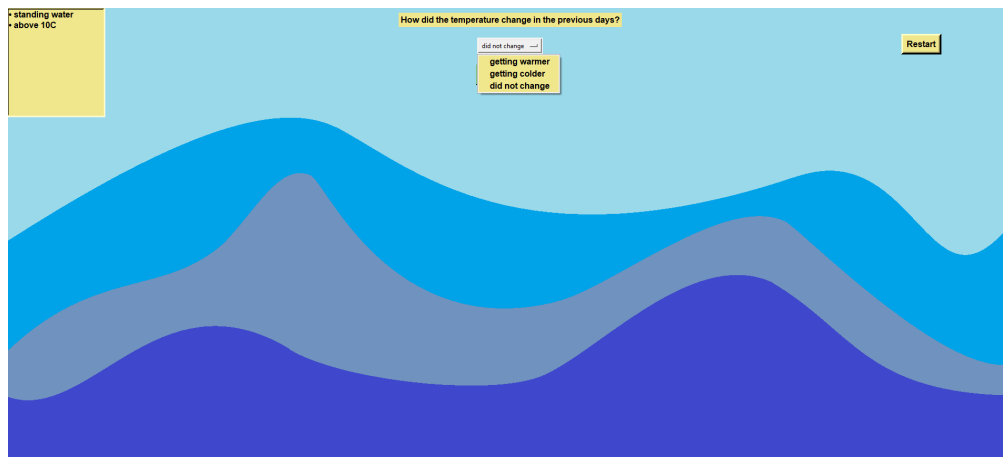 • standing water
• above 10C
How did the temperature change in the previous days?
did not change
getting warmer
getting colder
did not change
Restart